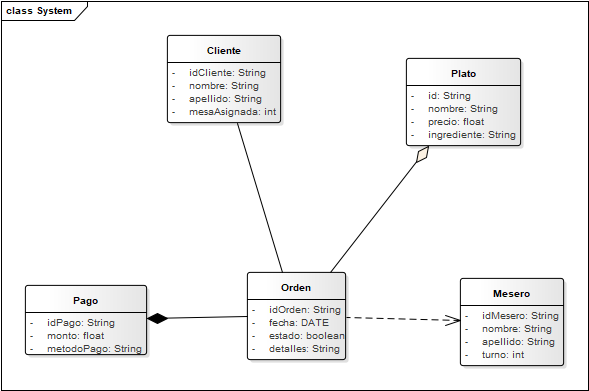 class System
Cliente
- idCliente: String
- nombre: String
- apellido: String
- mesaAsignada: int
Plato
- id: String
- nombre: String
- precio: float
- ingrediente: String
Pago
- idPago: String
- monto: float
- metodoPago: String
Orden
- idOrden: String
- fecha: DATE
- estado: boolean
- detalles: String
Mesero
- idMesero: String
- nombre: String
- apellido: String
- turno: int